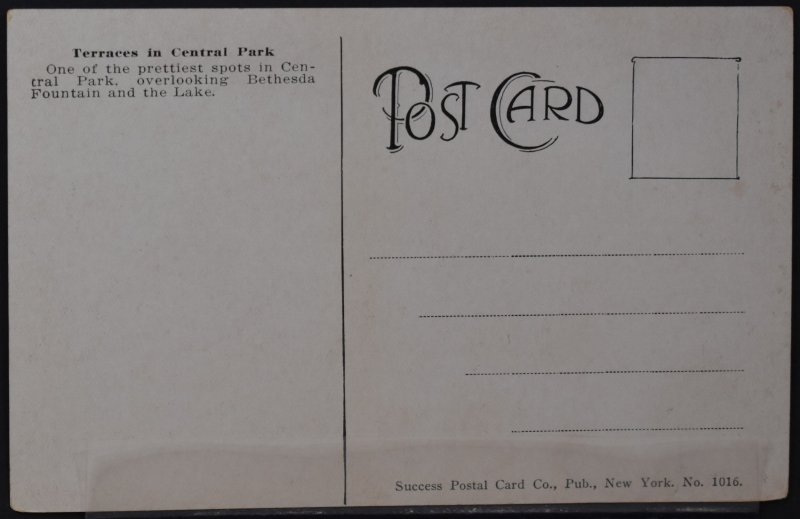 Terraces in Central Park
One of the prettiest spots in Cen-
tral Park, overlooking Bethesda
Fountain and the Lake.
POST CARD
Success Postal Card Co., Pub., New York. No. 1016.